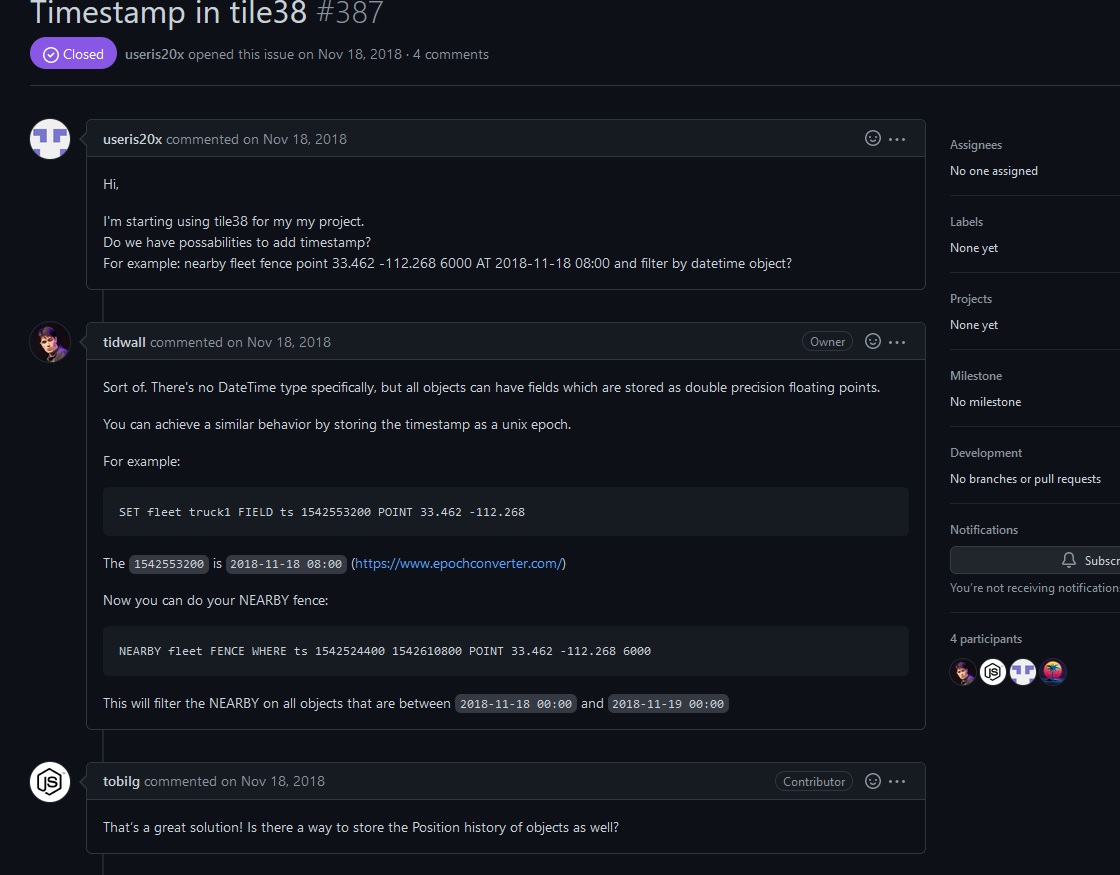 Timestamp in tile38 #387
Closed useris20x opened this issue on Nov 18, 2018 · 4 comments
useris20x commented on Nov 18, 2018
Hi,
I'm starting using tile38 for my my project.
Do we have possabilities to add timestamp?
For example: nearby fleet fence point 33.462 -112.268 6000 AT 2018-11-18 08:00 and filter by datetime object?
tidwall commented on Nov 18, 2018 Owner
Sort of. There's no DateTime type specifically, but all objects can have fields which are stored as double precision floating points.
You can achieve a similar behavior by storing the timestamp as a unix epoch.
For example:
SET fleet truck1 FIELD ts 1542553200 POINT 33.462 -112.268
The 1542553200 is 2018-11-18 08:00 (https://www.epochconverter.com/)
Now you can do your NEARBY fence:
NEARBY fleet FENCE WHERE ts 1542524400 1542610800 POINT 33.462 -112.268 6000
This will filter the NEARBY on all objects that are between 2018-11-18 00:00 and 2018-11-19 00:00
tobilg commented on Nov 18, 2018 Contributor
JS
That's a great solution! Is there a way to store the Position history of objects as well?
Assignees
No one assigned
Labels
None yet
Projects
None yet
Milestone
No milestone
Development
No branches or pull requests
Notifications
Subscr
You're not receiving notification
4 participants
JS